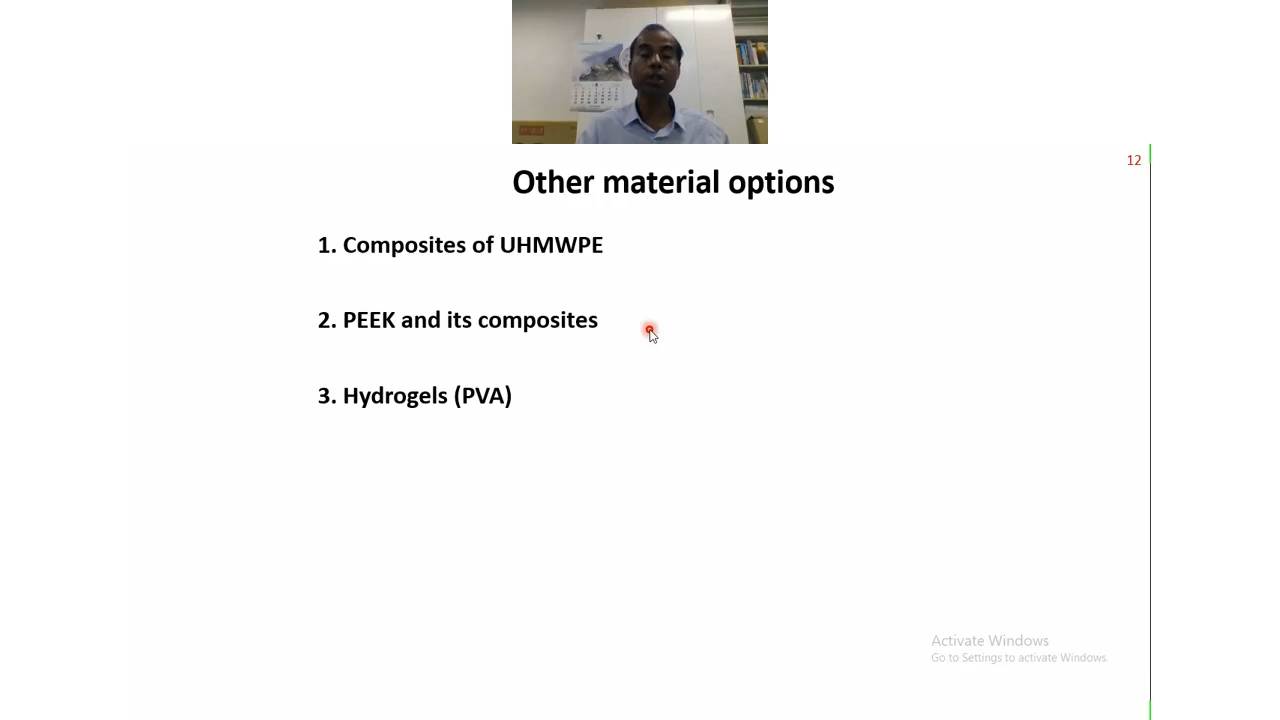 12
Other material options
1. Composites of UHMWPE
2. PEEK and its composites
3. Hydrogels (PVA)
Activate Windows
Go to Settings to activate Windows.